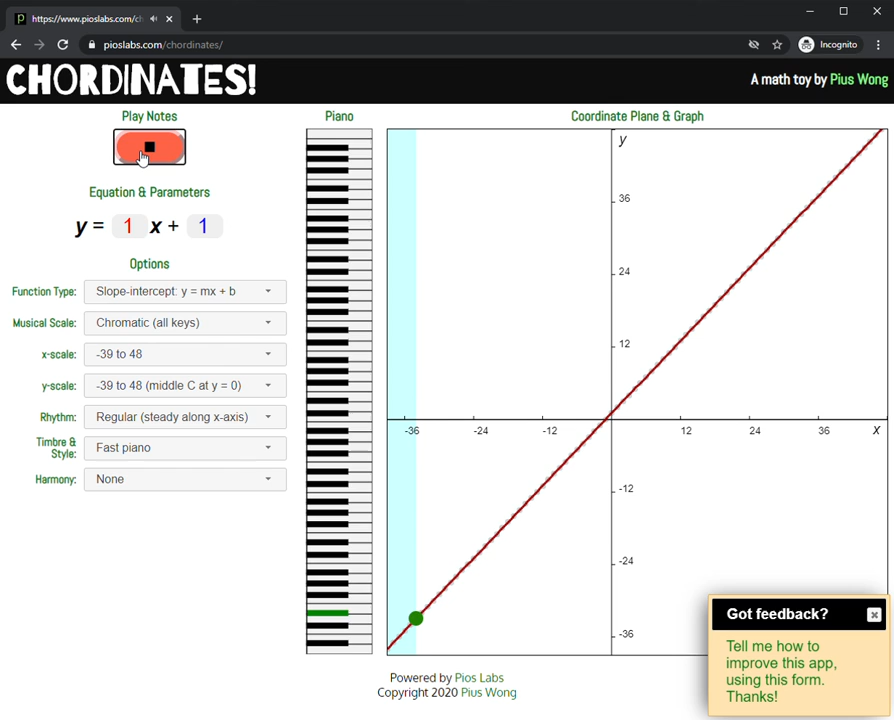 https://www.pioslabs.com/ch
pioslabs.com/chordinates/
Incognito
CHORDINATES!
A math toy by Pius Wong
Play Notes
Piano
Coordinate Plane & Graph
Equation & Parameters
y = 1 x + 1
Options
Function Type: Slope-intercept: y = mx + b
Musical Scale: Chromatic (all keys)
x-scale: -39 to 48
y-scale: -39 to 48 (middle C at y = 0)
Rhythm: Regular (steady along x-axis)
Timbre & Style: Fast piano
Harmony: None
y
36
24
12
-36 -24 -12 12 24 36 x
-12
-24
-36
Got feedback?
Tell me how to
improve this app,
using this form.
Thanks!
Powered by Pios Labs
Copyright 2020 Pius Wong